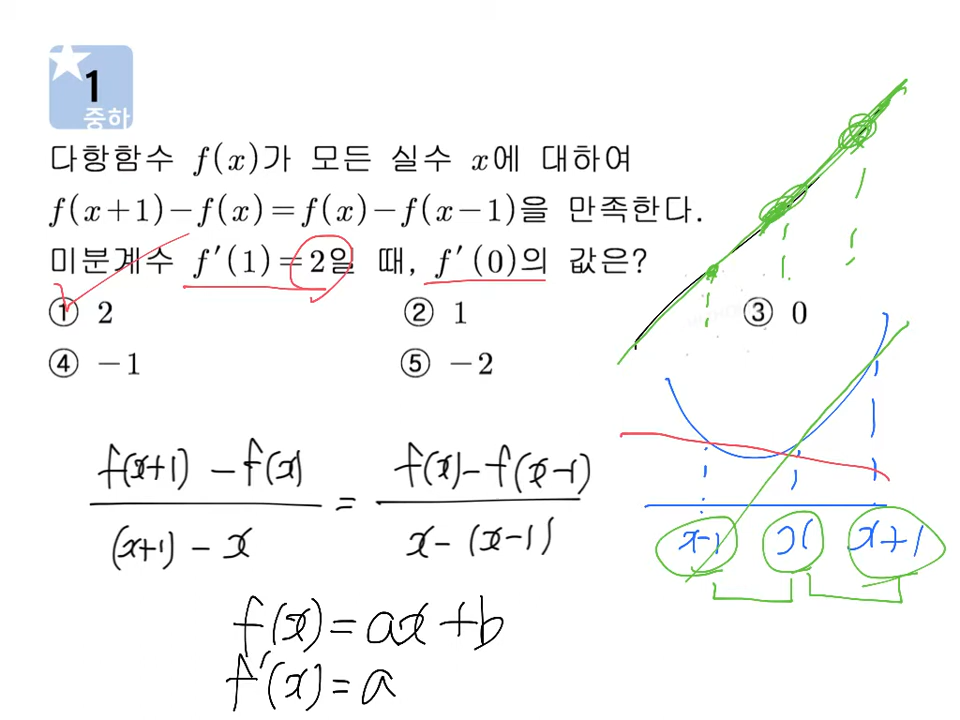 1
중하
다항함수 f(x)가 모든 실수 x에 대하여
f(x+1)−f(x)=f(x)−f(x−1)을 만족한다.
미분계수 f′(1)=2일 때, f′(0)의 값은?
① 2 ② 1 ③ 0
④ −1 ⑤ −2
f(x+1) − f(x) / (x+1) − x = f(x) − f(x−1) / x − (x−1)
x−1 x x+1
f(x) = ax + b
f′(x) = a